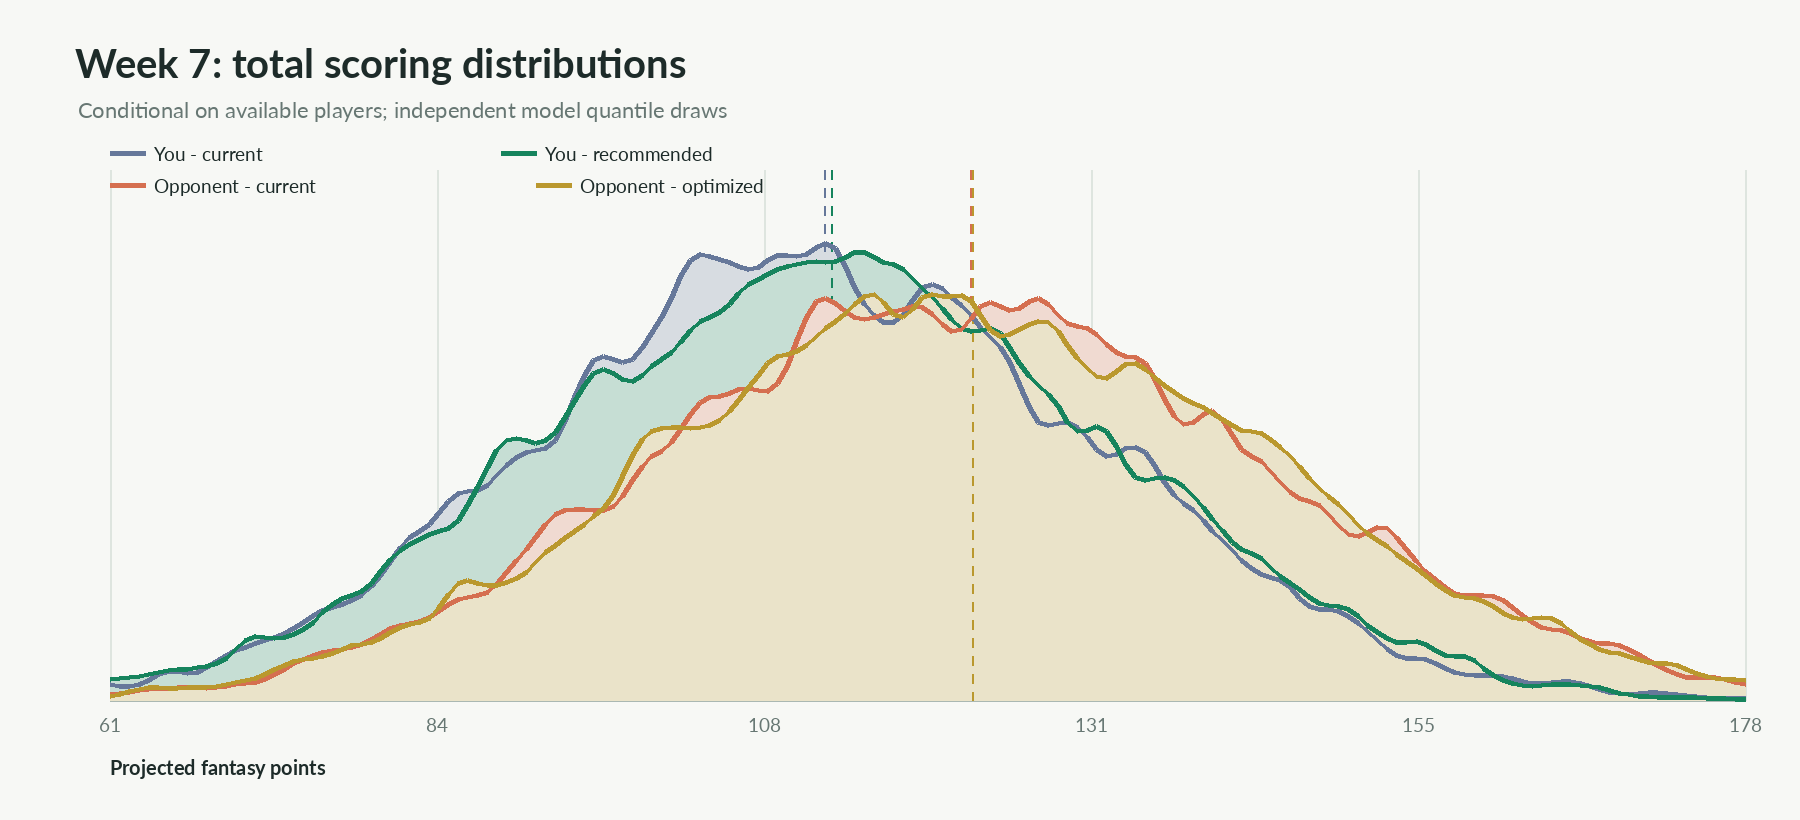 Week 7: total scoring distributions
Conditional on available players; independent model quantile draws
You - current
You - recommended
Opponent - current
Opponent - optimized
61 84 108 131 155 178
Projected fantasy points